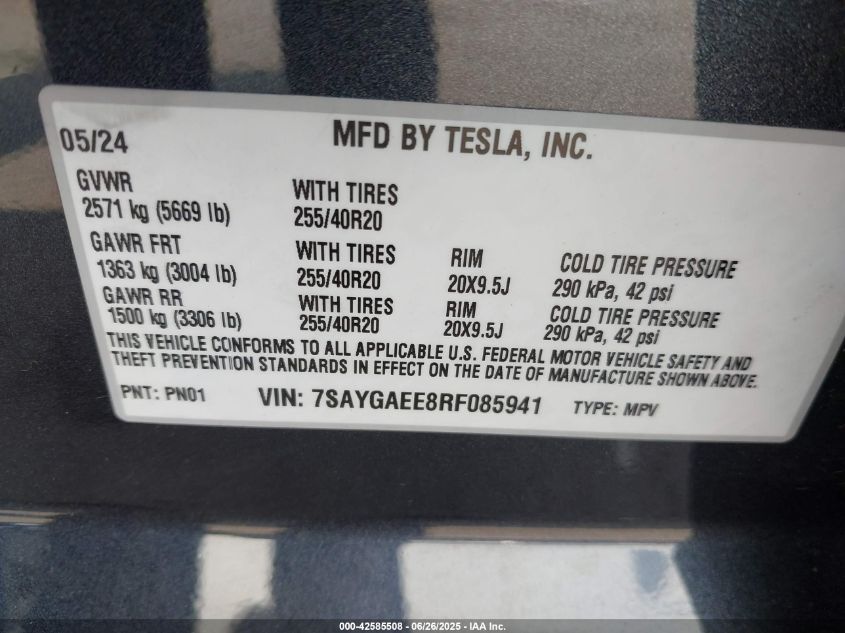 05/24
MFD BY TESLA, INC.
GVWR
2571 kg (5669 lb)
WITH TIRES
255/40R20
GAWR FRT
1363 kg (3004 lb)
WITH TIRES
255/40R20
RIM
20X9.5J
COLD TIRE PRESSURE
290 kPa, 42 psi
GAWR RR
1500 kg (3306 lb)
WITH TIRES
255/40R20
RIM
20X9.5J
COLD TIRE PRESSURE
290 kPa, 42 psi
THIS VEHICLE CONFORMS TO ALL APPLICABLE U.S. FEDERAL MOTOR VEHICLE SAFETY AND
THEFT PREVENTION STANDARDS IN EFFECT ON THE DATE OF MANUFACTURE SHOWN ABOVE.
PNT: PN01 VIN: 7SAYGAEE8RF085941 TYPE: MPV
000-42585508 - 06/26/2025 - IAA Inc.